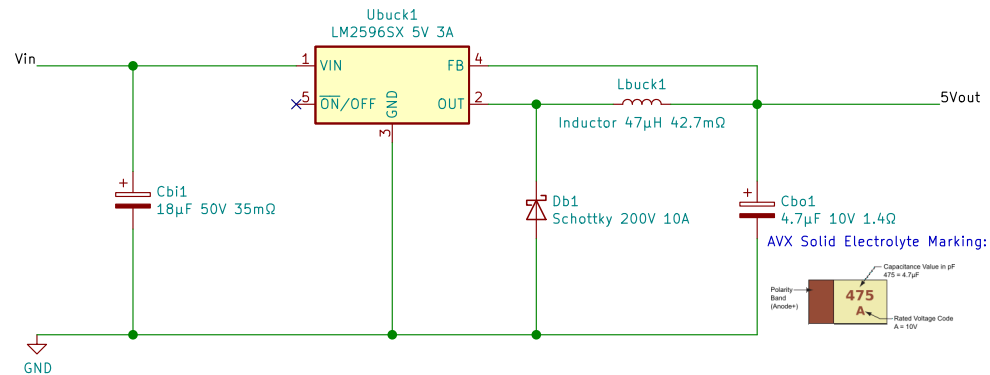 Ubuck1
LM2596SX 5V 3A
Vin
1
VIN
FB
4
5
ON/OFF
GND
OUT
2
3
Lbuck1
Inductor 47µH 42.7mΩ
5Vout
+
Cbi1
18µF 50V 35mΩ
Db1
Schottky 200V 10A
+
Cbo1
4.7µF 10V 1.4Ω
AVX Solid Electrolyte Marking:
Capacitance Value in pF
475 = 4.7µF
Polarity
Band
(Anode+)
475
A
Rated Voltage Code
A = 10V
GND